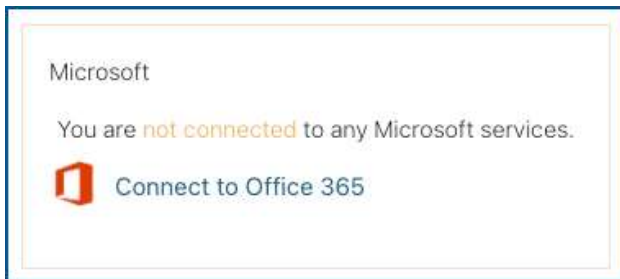 Microsoft
You are not connected to any Microsoft services.
Connect to Office 365